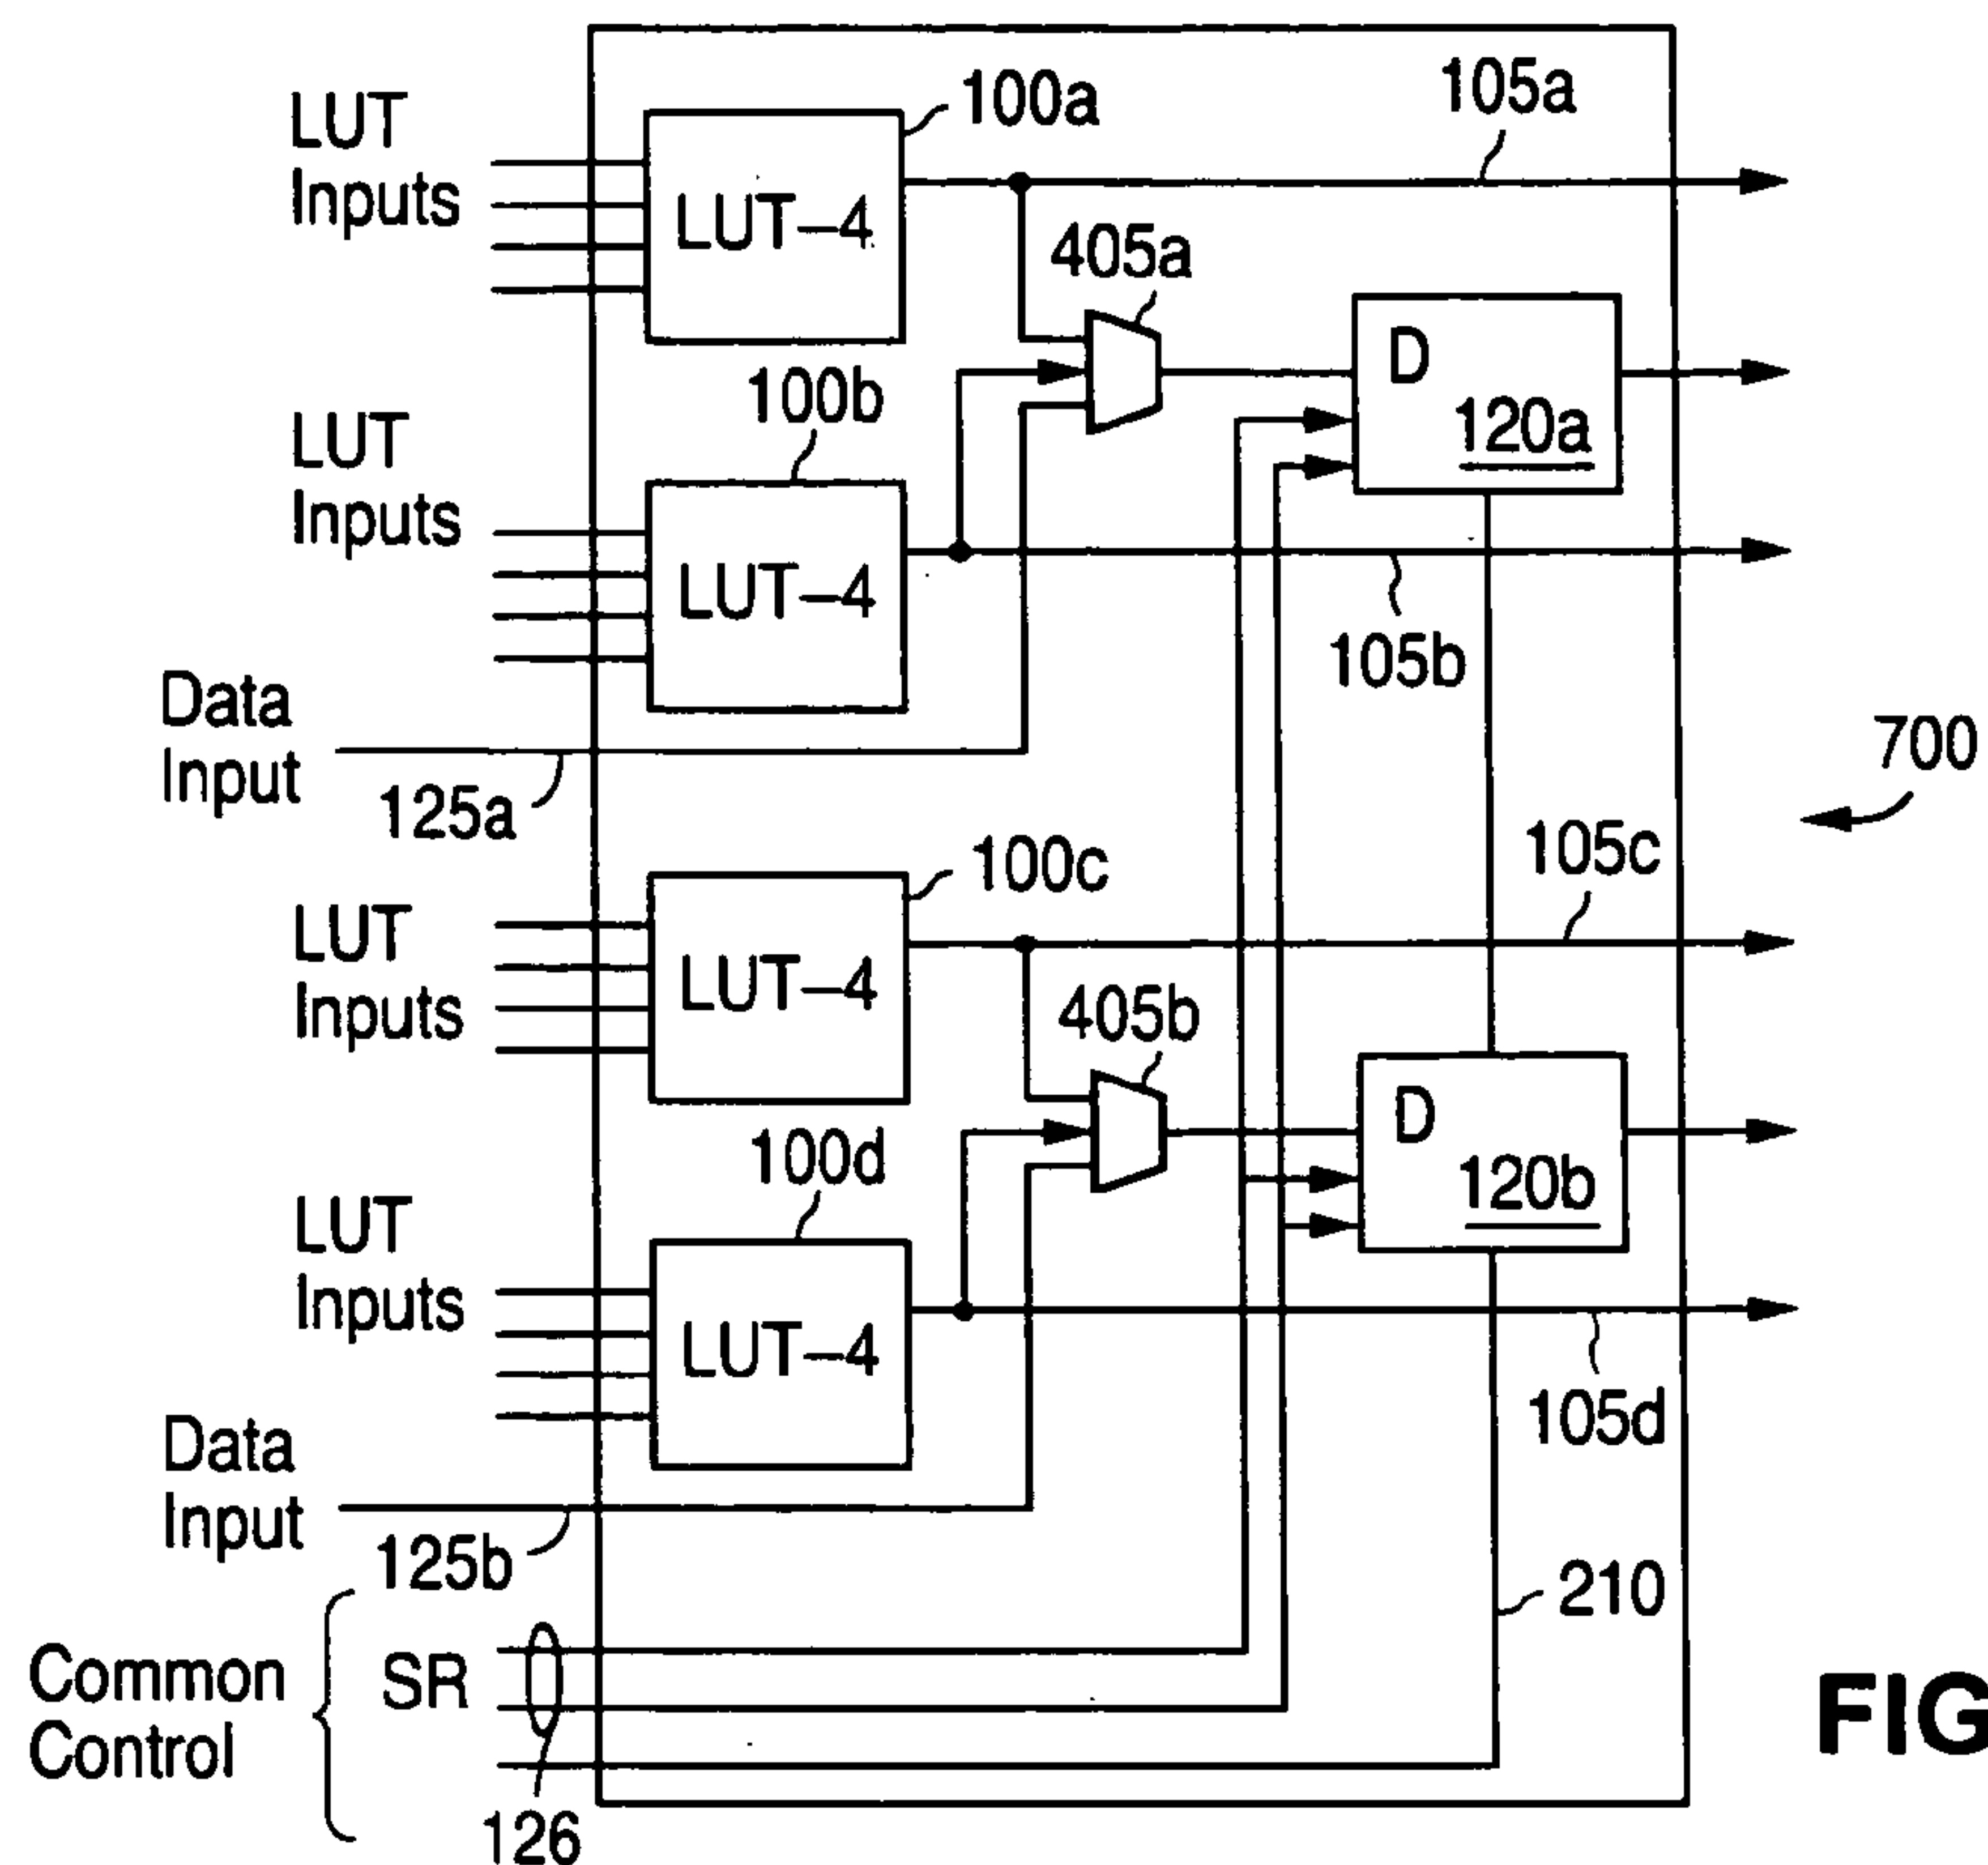 LUT
Inputs
100a
105a
LUT–4
405a
D
120a
100b
LUT
Inputs
LUT–4
105b
Data
Input
125a
700
100c
105c
LUT
Inputs
LUT–4
405b
D
120b
100d
LUT
Inputs
LUT–4
105d
Data
Input
125b
210
Common
Control
SR
126
FIG